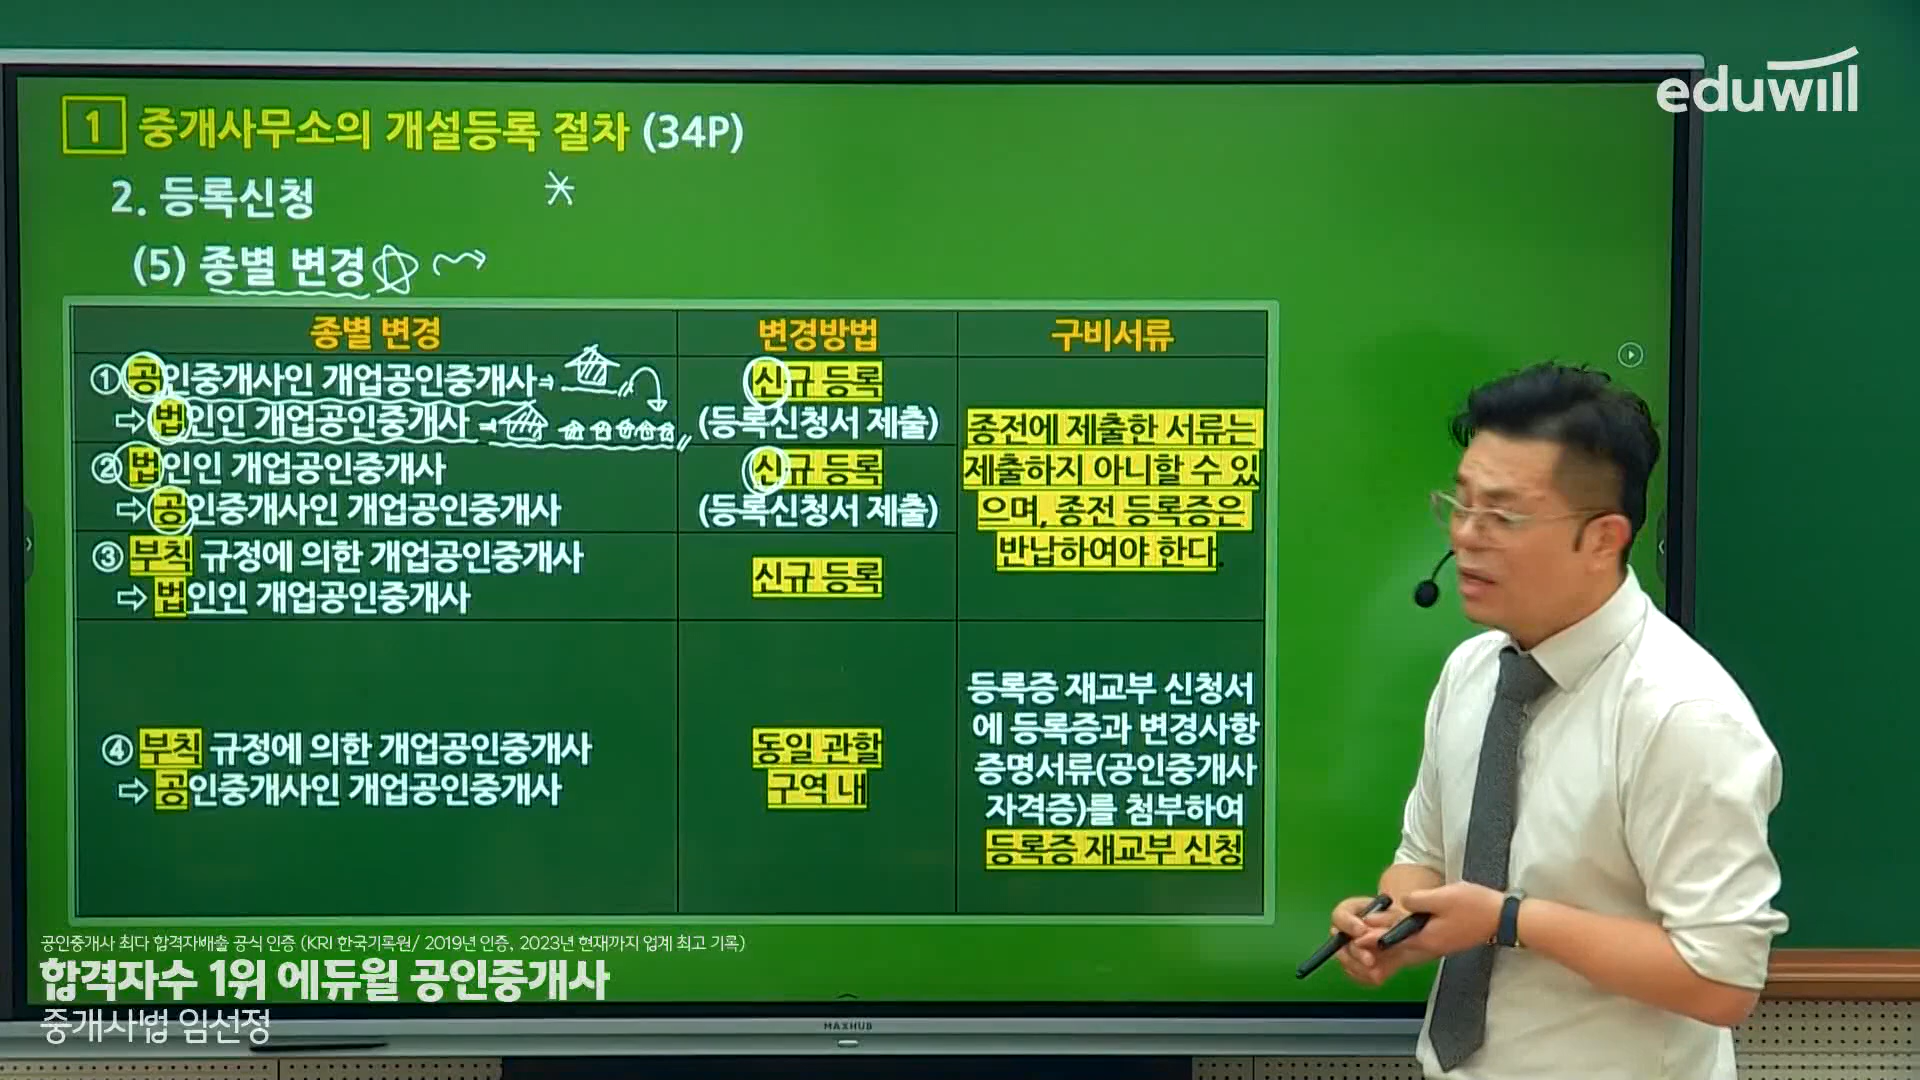 eduwill
1 중개사무소의 개설등록 절차 (34P)
2. 등록신청
(5) 종별 변경
종별 변경
변경방법
구비서류
① 공인중개사인 개업공인중개사
⇨ 법인인 개업공인중개사
신규 등록
(등록신청서 제출)
② 법인인 개업공인중개사
⇨ 공인중개사인 개업공인중개사
신규 등록
(등록신청서 제출)
③ 부칙 규정에 의한 개업공인중개사
⇨ 법인인 개업공인중개사
신규 등록
종전에 제출한 서류는
제출하지 아니할 수 있
으며, 종전 등록증은
반납하여야 한다.
④ 부칙 규정에 의한 개업공인중개사
⇨ 공인중개사인 개업공인중개사
동일 관할
구역 내
등록증 재교부 신청서
에 등록증과 변경사항
증명서류(공인중개사
자격증)를 첨부하여
등록증 재교부 신청
공인중개사 최다 합격자배출 공식 인증 (KRI 한국기록원/ 2019년 인증, 2023년 현재까지 업계 최고 기록)
합격자수 1위 에듀윌 공인중개사
중개사법 임선정
MAXHUB